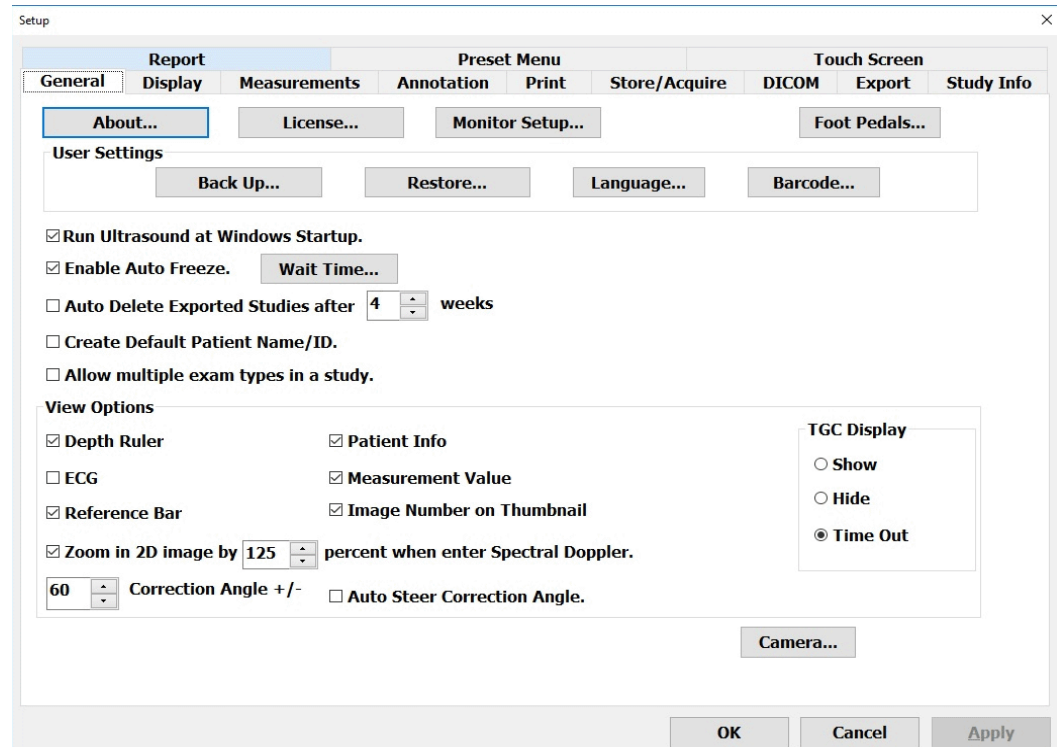 Setup
Report Preset Menu Touch Screen
General Display Measurements Annotation Print Store/Acquire DICOM Export Study Info
About... License... Monitor Setup... Foot Pedals...
User Settings
Back Up... Restore... Language... Barcode...
Run Ultrasound at Windows Startup.
Enable Auto Freeze. Wait Time...
Auto Delete Exported Studies after 4 weeks
Create Default Patient Name/ID.
Allow multiple exam types in a study.
View Options
Depth Ruler Patient Info
ECG Measurement Value
Reference Bar Image Number on Thumbnail
Zoom in 2D image by 125 percent when enter Spectral Doppler.
60 Correction Angle +/- Auto Steer Correction Angle.
TGC Display
Show
Hide
Time Out
Camera...
OK Cancel Apply